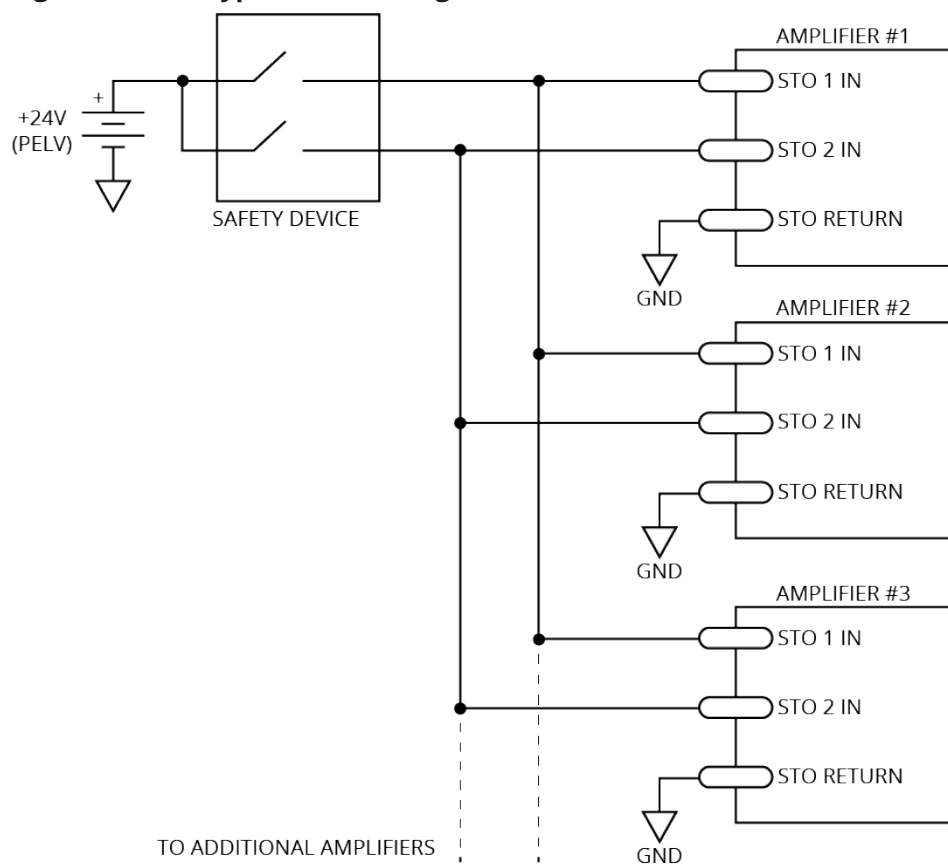 AMPLIFIER #1
STO 1 IN
+
+24V
(PELV)
STO 2 IN
SAFETY DEVICE
STO RETURN
GND
AMPLIFIER #2
STO 1 IN
STO 2 IN
STO RETURN
GND
AMPLIFIER #3
STO 1 IN
STO 2 IN
STO RETURN
TO ADDITIONAL AMPLIFIERS
GND